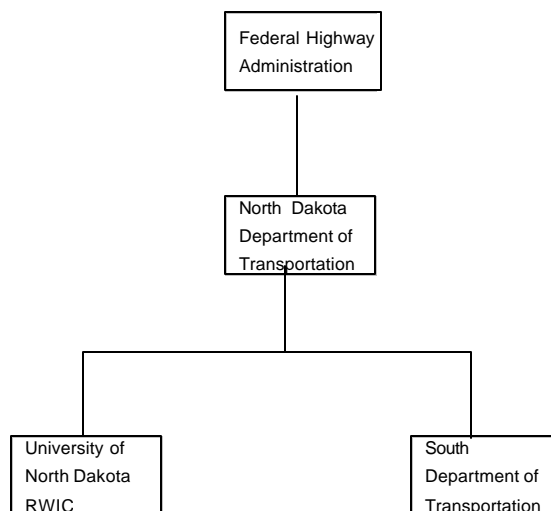 Federal Highway
Administration
North Dakota
Department of
Transportation
University of
North Dakota
RWIC
South
Department of
Transportation